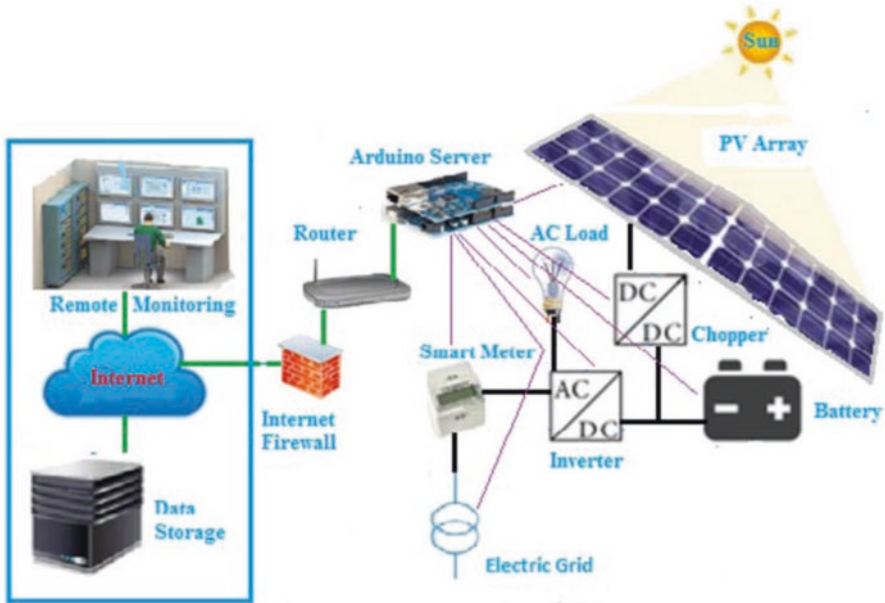 Sun
PV Array
Arduino Server
Router
AC Load
DC
DC
Chopper
Remote Monitoring
Smart Meter
Internet
AC
DC
Battery
Internet
Firewall
Inverter
Data
Storage
Electric Grid